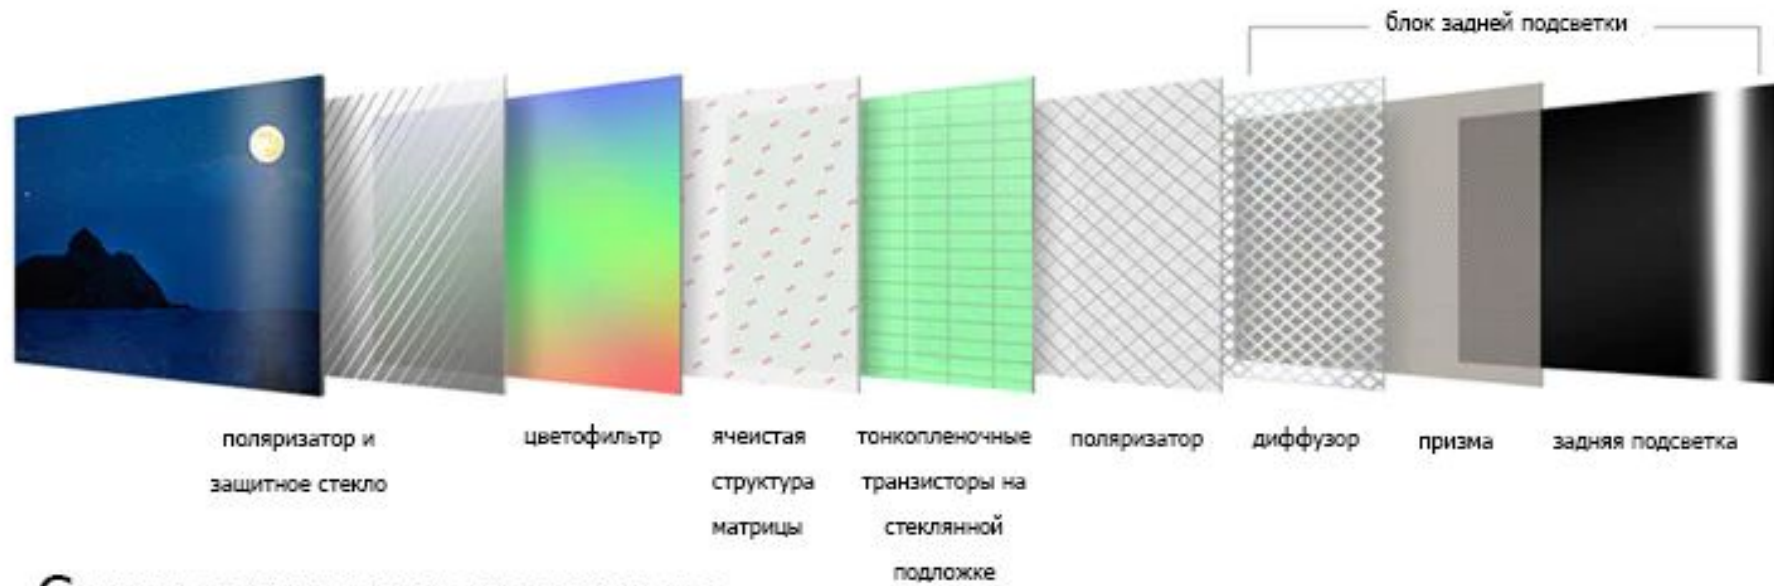 блок задней подсветки
поляризатор и
защитное стекло
цветофильтр
ячеистая
структура
матрицы
тонкопленочные
транзисторы на
стеклянной
подложке
поляризатор
диффузор
призма
задняя подсветка